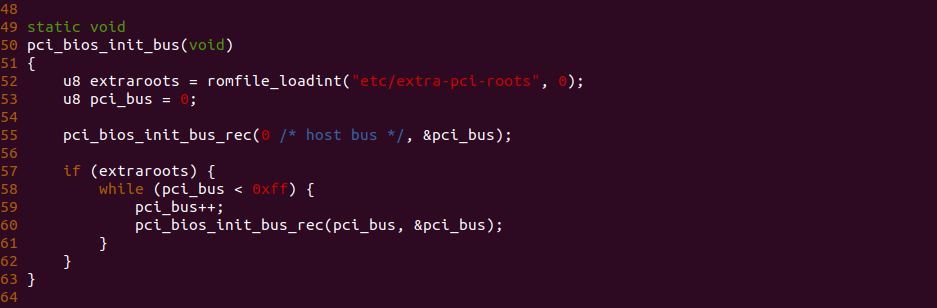 48
49 static void
50 pci_bios_init_bus(void)
51 {
52     u8 extraroots = romfile_loadint("etc/extra-pci-roots", 0);
53     u8 pci_bus = 0;
54
55     pci_bios_init_bus_rec(0 /* host bus */, &pci_bus);
56
57     if (extraroots) {
58         while (pci_bus < 0xff) {
59             pci_bus++;
60             pci_bios_init_bus_rec(pci_bus, &pci_bus);
61         }
62     }
63 }
64